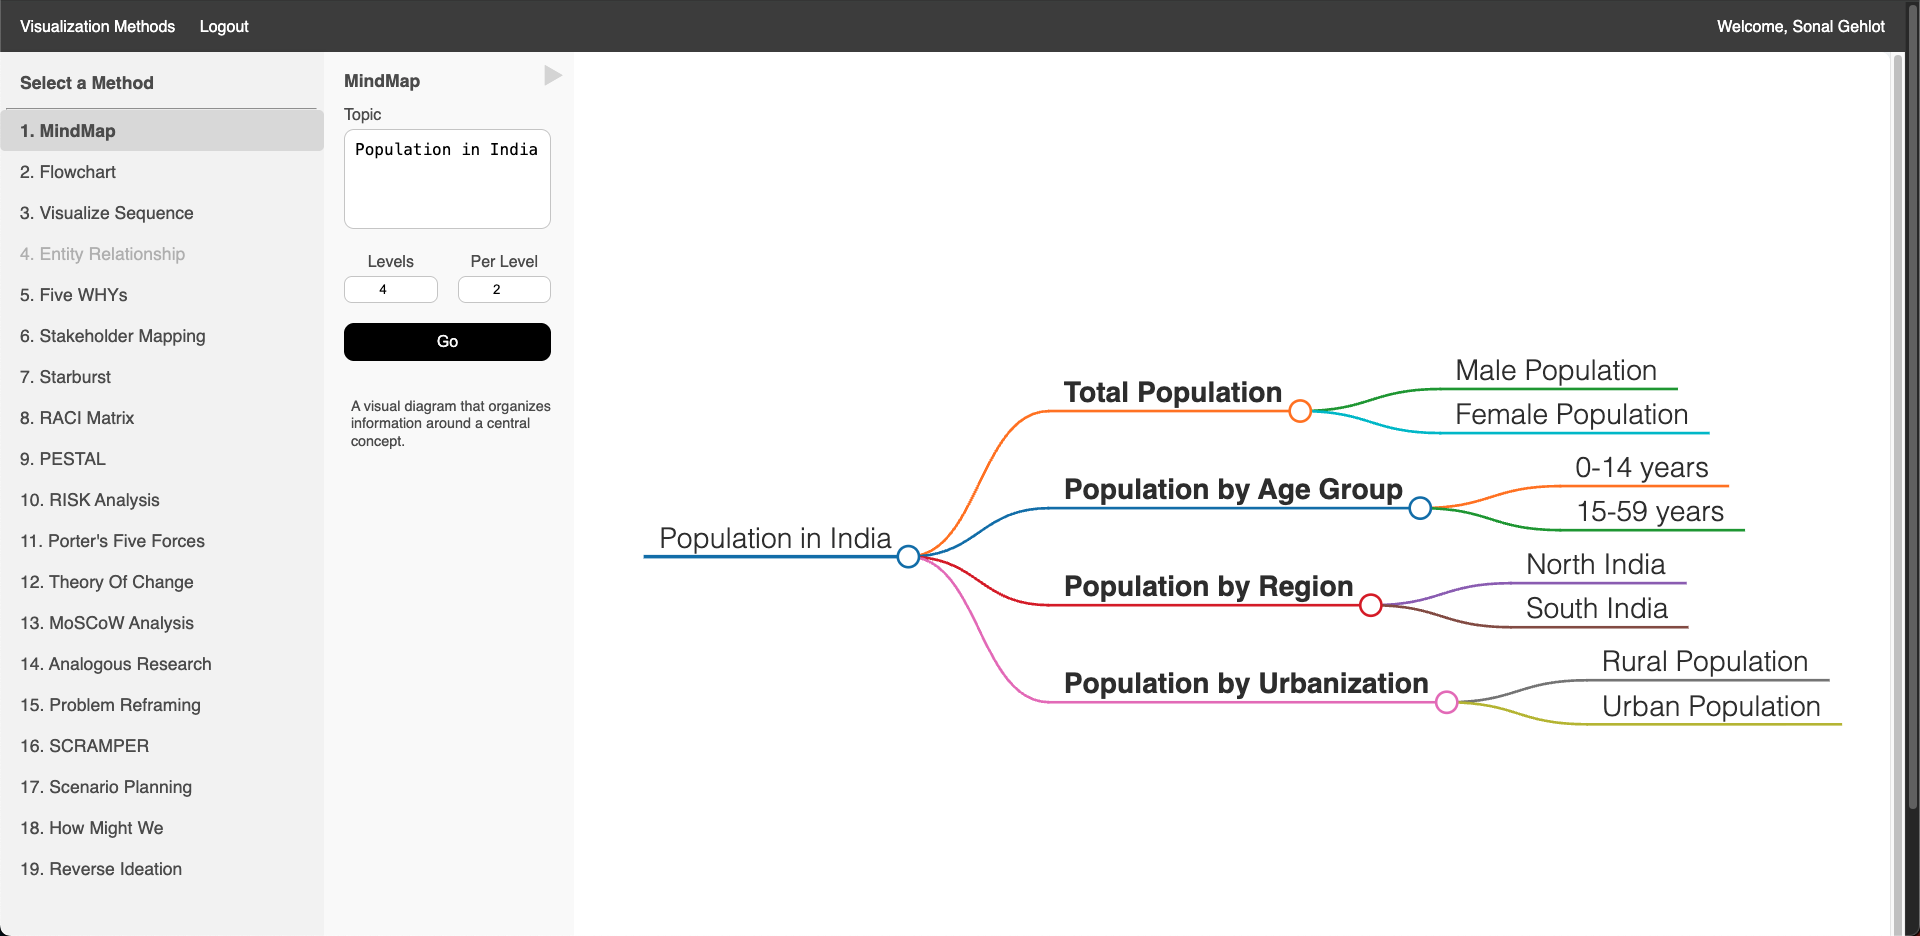 Visualization Methods Logout Welcome, Sonal Gehlot
Select a Method
1. MindMap
2. Flowchart
3. Visualize Sequence
4. Entity Relationship
5. Five WHYs
6. Stakeholder Mapping
7. Starburst
8. RACI Matrix
9. PESTAL
10. RISK Analysis
11. Porter's Five Forces
12. Theory Of Change
13. MoSCoW Analysis
14. Analogous Research
15. Problem Reframing
16. SCRAMPER
17. Scenario Planning
18. How Might We
19. Reverse Ideation
MindMap
Topic
Population in India
Levels Per Level
4 2
Go
A visual diagram that organizes
information around a central
concept.
Population in India
Total Population
Male Population
Female Population
Population by Age Group
0-14 years
15-59 years
Population by Region
North India
South India
Population by Urbanization
Rural Population
Urban Population